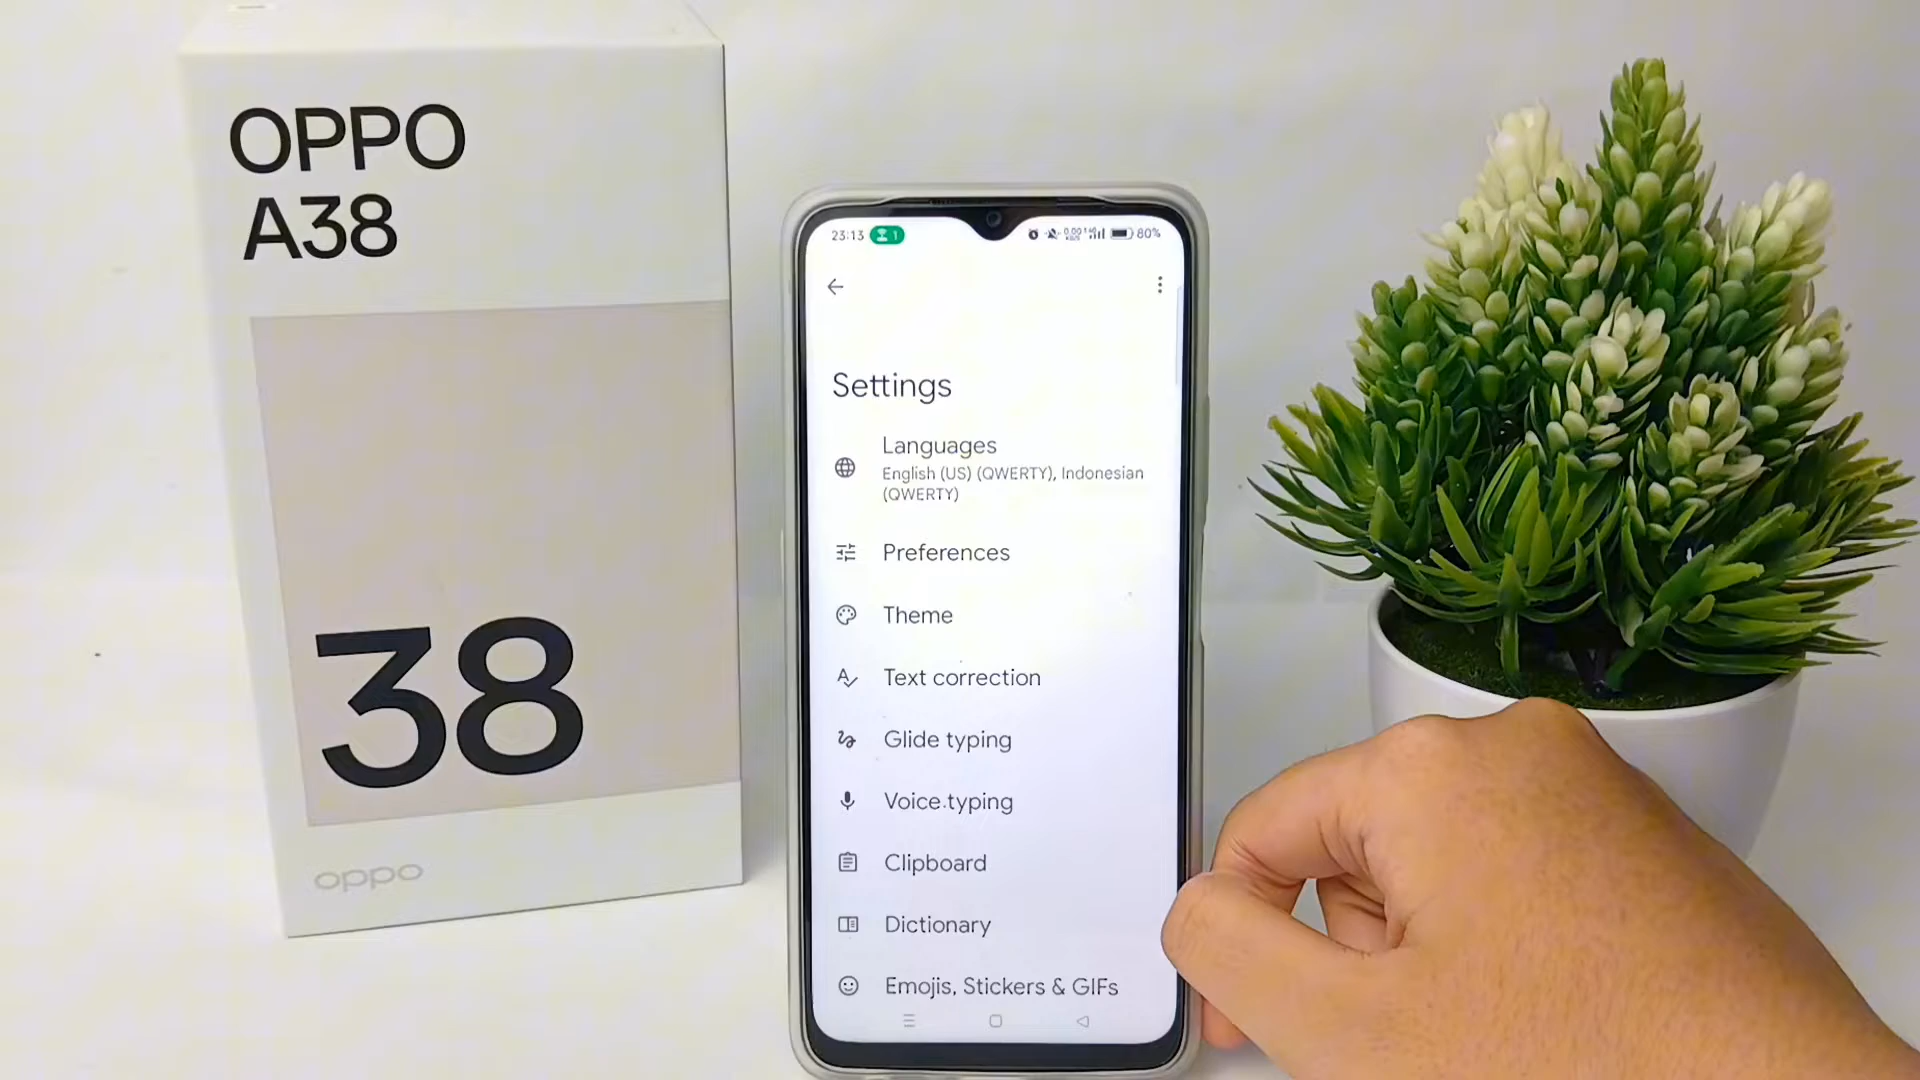 OPPO
A38
38
oppo
23:13
1
80%
Settings
Languages
English (US) (QWERTY), Indonesian
(QWERTY)
Preferences
Theme
Text correction
Glide typing
Voice typing
Clipboard
Dictionary
Emojis, Stickers & GIFs